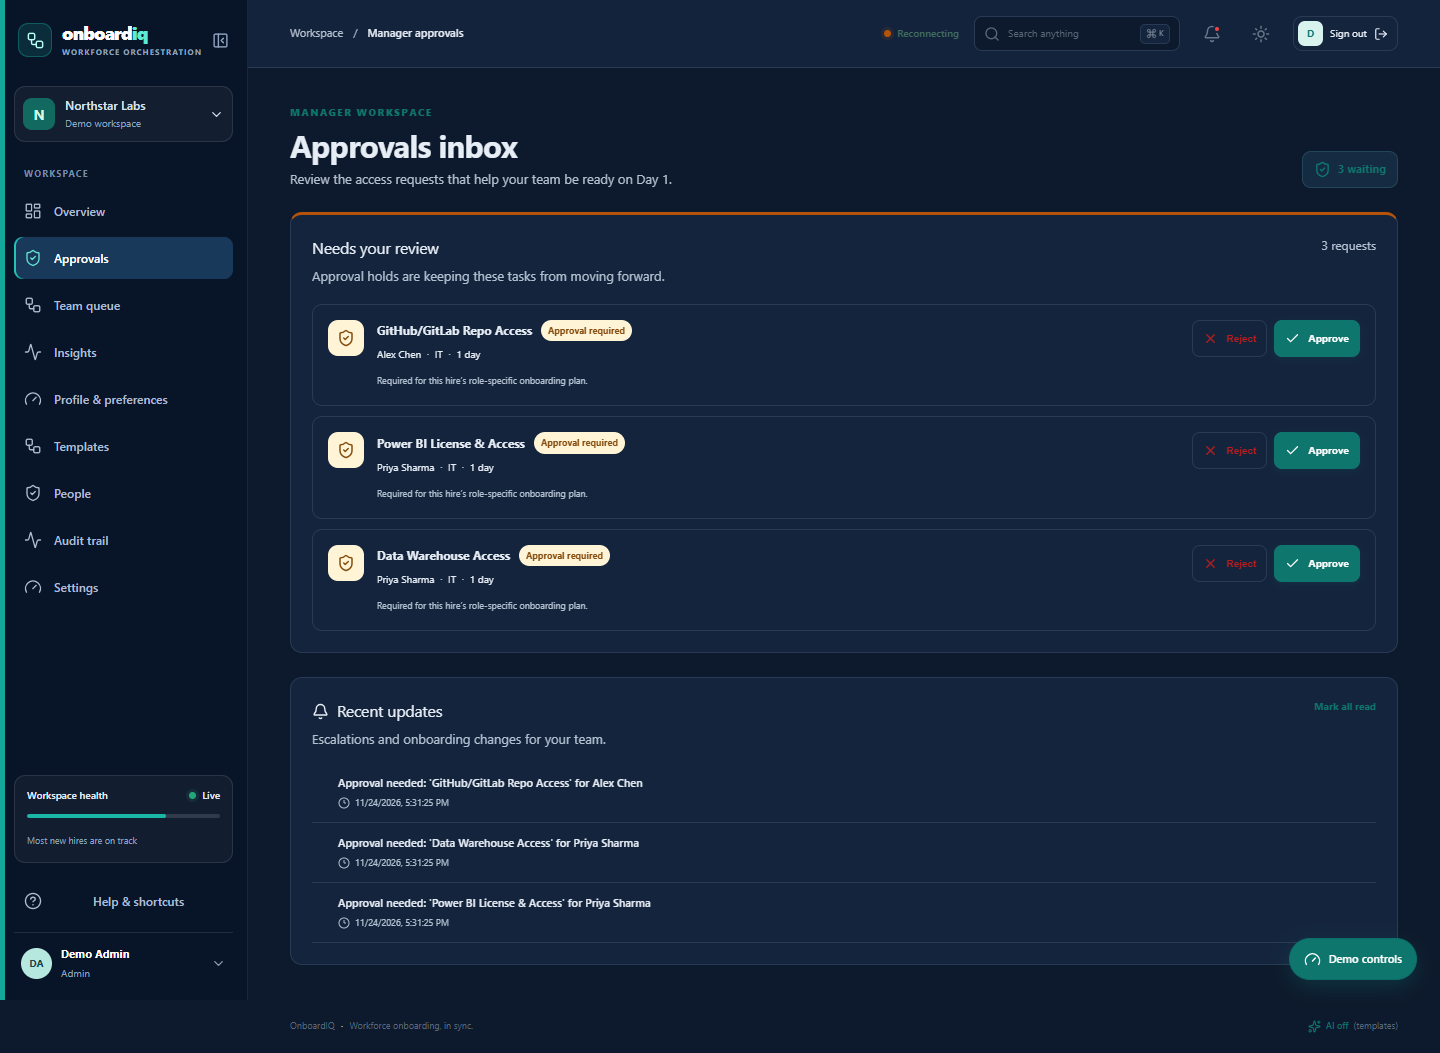 onboardiq
WORKFORCE ORCHESTRATION
N
Northstar Labs
Demo workspace
WORKSPACE
Overview
Approvals
Team queue
Insights
Profile & preferences
Templates
People
Audit trail
Settings
Workspace health
Live
Most new hires are on track
Help & shortcuts
DA
Demo Admin
Admin
Workspace / Manager approvals
Reconnecting
Search anything
⌘ K
D
Sign out
MANAGER WORKSPACE
Approvals inbox
Review the access requests that help your team be ready on Day 1.
3 waiting
Needs your review
3 requests
Approval holds are keeping these tasks from moving forward.
GitHub/GitLab Repo Access
Approval required
Alex Chen · IT · 1 day
Required for this hire's role-specific onboarding plan.
Reject
Approve
Power BI License & Access
Approval required
Priya Sharma · IT · 1 day
Required for this hire's role-specific onboarding plan.
Reject
Approve
Data Warehouse Access
Approval required
Priya Sharma · IT · 1 day
Required for this hire's role-specific onboarding plan.
Reject
Approve
Recent updates
Mark all read
Escalations and onboarding changes for your team.
Approval needed: 'GitHub/GitLab Repo Access' for Alex Chen
11/24/2026, 5:31:25 PM
Approval needed: 'Data Warehouse Access' for Priya Sharma
11/24/2026, 5:31:25 PM
Approval needed: 'Power BI License & Access' for Priya Sharma
11/24/2026, 5:31:25 PM
Demo controls
OnboardIQ · Workforce onboarding, in sync.
AI off (templates)